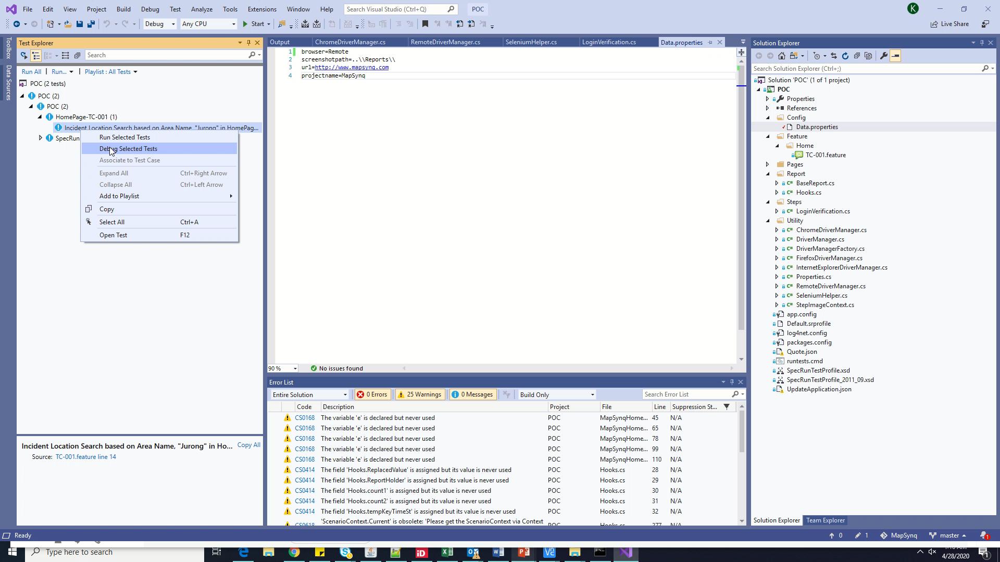 File Edit View Project Build Debug Test Analyze Tools Extensions Window Help Search Visual Studio (Ctrl+Q) POC K
Debug Any CPU Start Live Share
Toolbox
Data Sources
Test Explorer
Search
Run All Run... Playlist : All Tests
POC (2 tests)
POC (2)
POC (2)
HomePage-TC-001 (1)
Incident Location Search based on Area Name, "Jurong" in HomePag...
SpecRun
Run Selected Tests
Debug Selected Tests
Associate to Test Case
Expand All Ctrl+Right Arrow
Collapse All Ctrl+Left Arrow
Add to Playlist
Copy
Select All Ctrl+A
Open Test F12
Incident Location Search based on Area Name, "Jurong" in Ho... Copy All
Source: TC-001.feature line 14
Output ChromeDriverManager.cs RemoteDriverManager.cs SeleniumHelper.cs LoginVerification.cs Data.properties
1 browser=Remote
2 screenshotpath=..\\Reports\\
3 url=http://www.mapsynq.com
4 projectname=MapSynq
90 % No issues found
Error List
Entire Solution 0 Errors 25 Warnings 0 Messages Build Only Search Error List
Code Description Project File Line Suppression St...
CS0168 The variable 'e' is declared but never used POC MapSynqHome... 45 N/A
CS0168 The variable 'e' is declared but never used POC MapSynqHome... 65 N/A
CS0168 The variable 'e' is declared but never used POC MapSynqHome... 78 N/A
CS0168 The variable 'e' is declared but never used POC MapSynqHome... 99 N/A
CS0168 The variable 'e' is declared but never used POC MapSynqHome... 110 N/A
CS0414 The field 'Hooks.ReplacedValue' is assigned but its value is never used POC Hooks.cs 28 N/A
CS0414 The field 'Hooks.ReportHolder' is assigned but its value is never used POC Hooks.cs 29 N/A
CS0414 The field 'Hooks.count1' is assigned but its value is never used POC Hooks.cs 30 N/A
CS0414 The field 'Hooks.count2' is assigned but its value is never used POC Hooks.cs 31 N/A
CS0414 The field 'Hooks.tempKeyTimeSt' is assigned but its value is never used POC Hooks.cs 32 N/A
'ScenarioContext.Current' is obsolete: 'Please get the ScenarioContext via Context
CS0618 POC Hooks.cs 277 N/A
Solution Explorer
Search Solution Explorer (Ctrl+;)
Solution 'POC' (1 of 1 project)
POC
Properties
References
Config
Data.properties
Feature
Home
TC-001.feature
Pages
Report
BaseReport.cs
Hooks.cs
Steps
LoginVerification.cs
Utility
ChromeDriverManager.cs
DriverManager.cs
DriverManagerFactory.cs
FirefoxDriverManager.cs
InternetExplorerDriverManager.cs
Properties.cs
RemoteDriverManager.cs
SeleniumHelper.cs
StepImageContext.cs
app.config
Default.srprofile
log4net.config
packages.config
Quote.json
runtests.cmd
SpecRunTestProfile.xsd
SpecRunTestProfile_2011_09.xsd
UpdateApplication.json
Solution Explorer Team Explorer
Ready 0 1 MapSynq master 1
Type here to search
4/28/2020 1